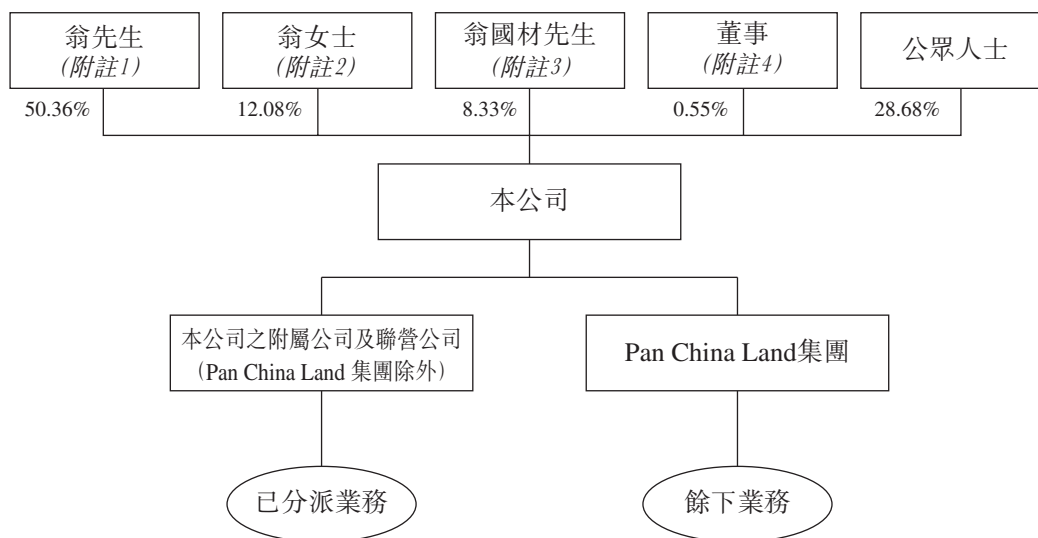 翁先生
(附註1)
翁女士
(附註2)
翁國材先生
(附註3)
董事
(附註4)
公眾人士
50.36%
12.08%
8.33%
0.55%
28.68%
本公司
本公司之附屬公司及聯營公司
（Pan China Land 集團除外）
Pan China Land集團
已分派業務
餘下業務